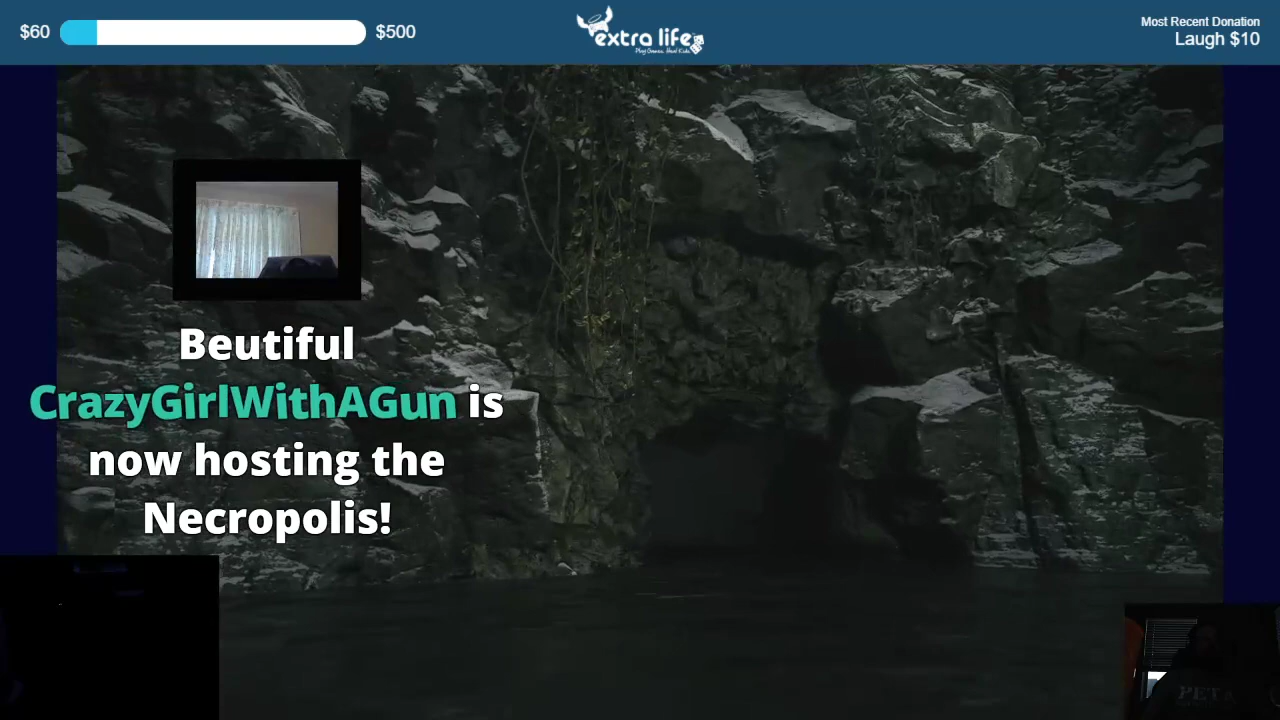 $60
$500
extra life
Play Games. Heal Kids.
Most Recent Donation
Laugh $10
Beutiful
CrazyGirlWithAGun is
now hosting the
Necropolis!
PETA